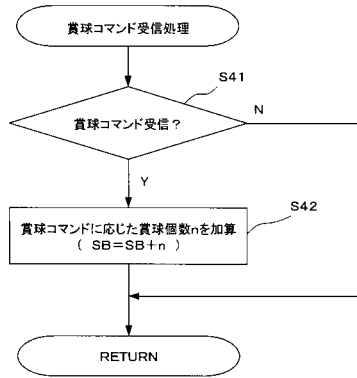 賞球コマンド受信処理
S41
賞球コマンド受信？
N
Y
S42
賞球コマンドに応じた賞球個数nを加算
（ SB＝SB＋n ）
RETURN